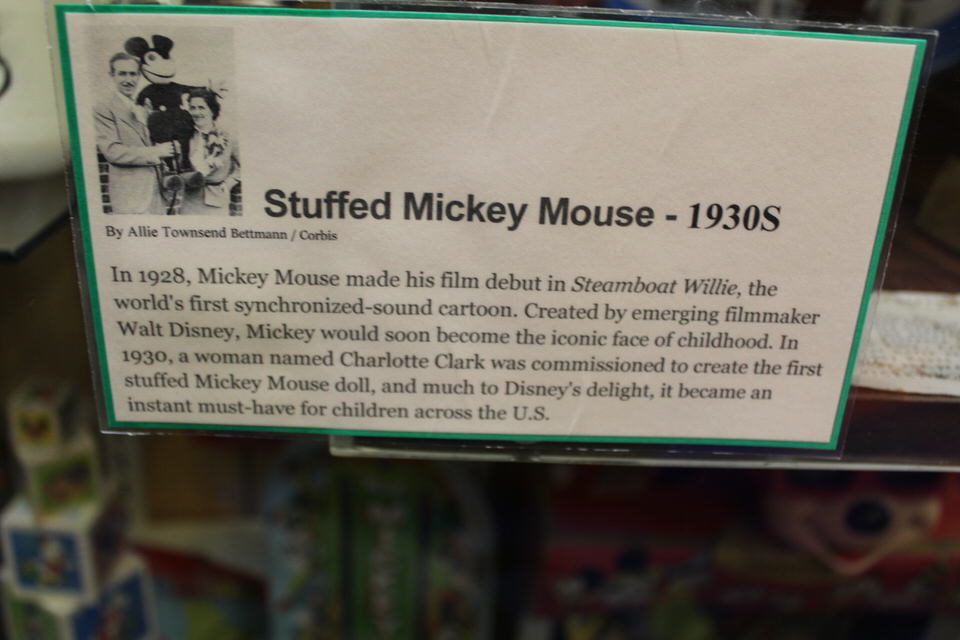 Stuffed Mickey Mouse - 1930S
By Allie Townsend Bettmann / Corbis
In 1928, Mickey Mouse made his film debut in Steamboat Willie, the
world's first synchronized-sound cartoon. Created by emerging filmmaker
Walt Disney, Mickey would soon become the iconic face of childhood. In
1930, a woman named Charlotte Clark was commissioned to create the first
stuffed Mickey Mouse doll, and much to Disney's delight, it became an
instant must-have for children across the U.S.